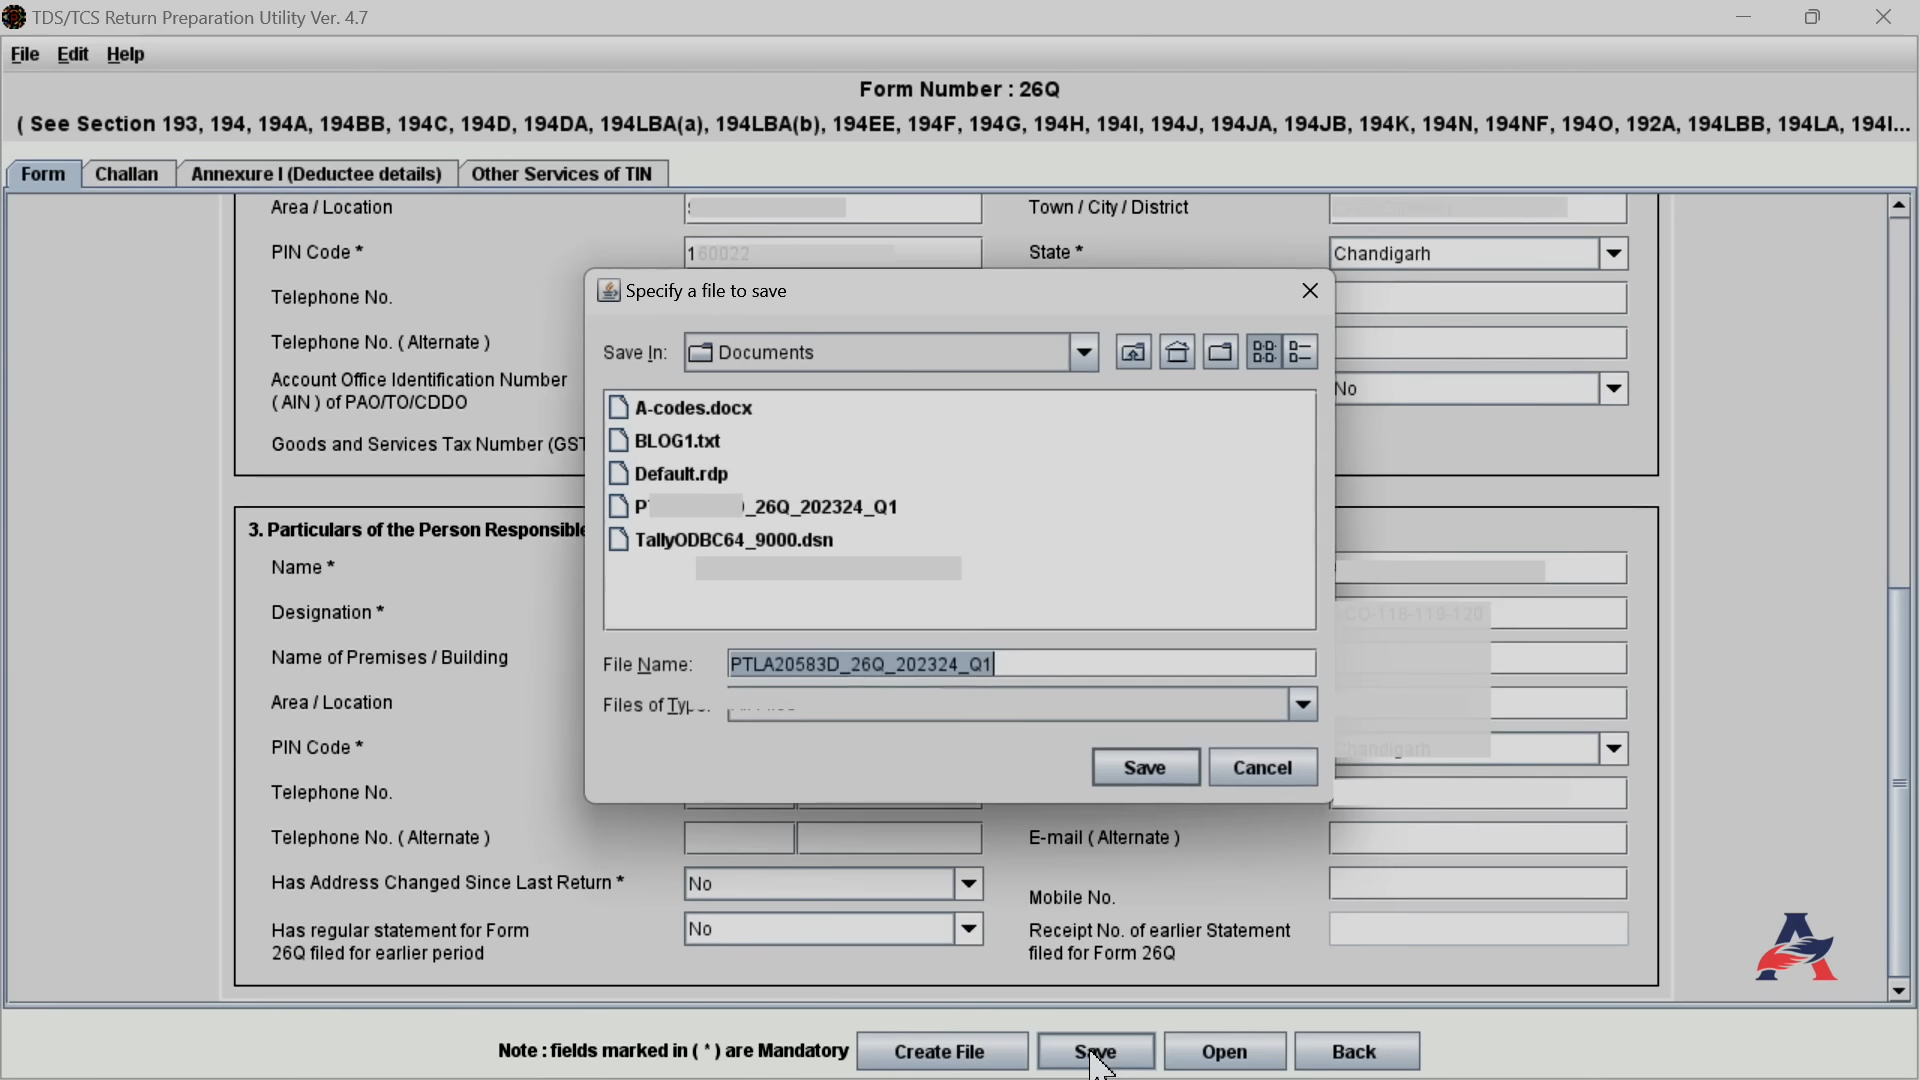 TDS/TCS Return Preparation Utility Ver. 4.7
File Edit Help
Form Number : 26Q
( See Section 193, 194, 194A, 194BB, 194C, 194D, 194DA, 194LBA(a), 194LBA(b), 194EE, 194F, 194G, 194H, 194I, 194J, 194JA, 194JB, 194K, 194N, 194NF, 194O, 192A, 194LBB, 194LA, 194I...
Form Challan Annexure I (Deductee details) Other Services of TIN
Area / Location Town / City / District
PIN Code * 160022 State * Chandigarh
Telephone No.
Telephone No. ( Alternate )
Account Office Identification Number
( AIN ) of PAO/TO/CDDO No
Goods and Services Tax Number (GST
Specify a file to save
Save In: Documents
A-codes.docx
BLOG1.txt
Default.rdp
_26Q_202324_Q1
TallyODBC64_9000.dsn
File Name: PTLA20583D_26Q_202324_Q1
Files of
Save Cancel
3. Particulars of the Person Responsible
Name *
Designation * CO-118-119-120
Name of Premises / Building
Area / Location
PIN Code * Chandigarh
Telephone No.
Telephone No. ( Alternate ) E-mail ( Alternate )
Has Address Changed Since Last Return * No Mobile No.
Has regular statement for Form
26Q filed for earlier period No Receipt No. of earlier Statement
filed for Form 26Q
Note : fields marked in ( * ) are Mandatory Create File Save Open Back